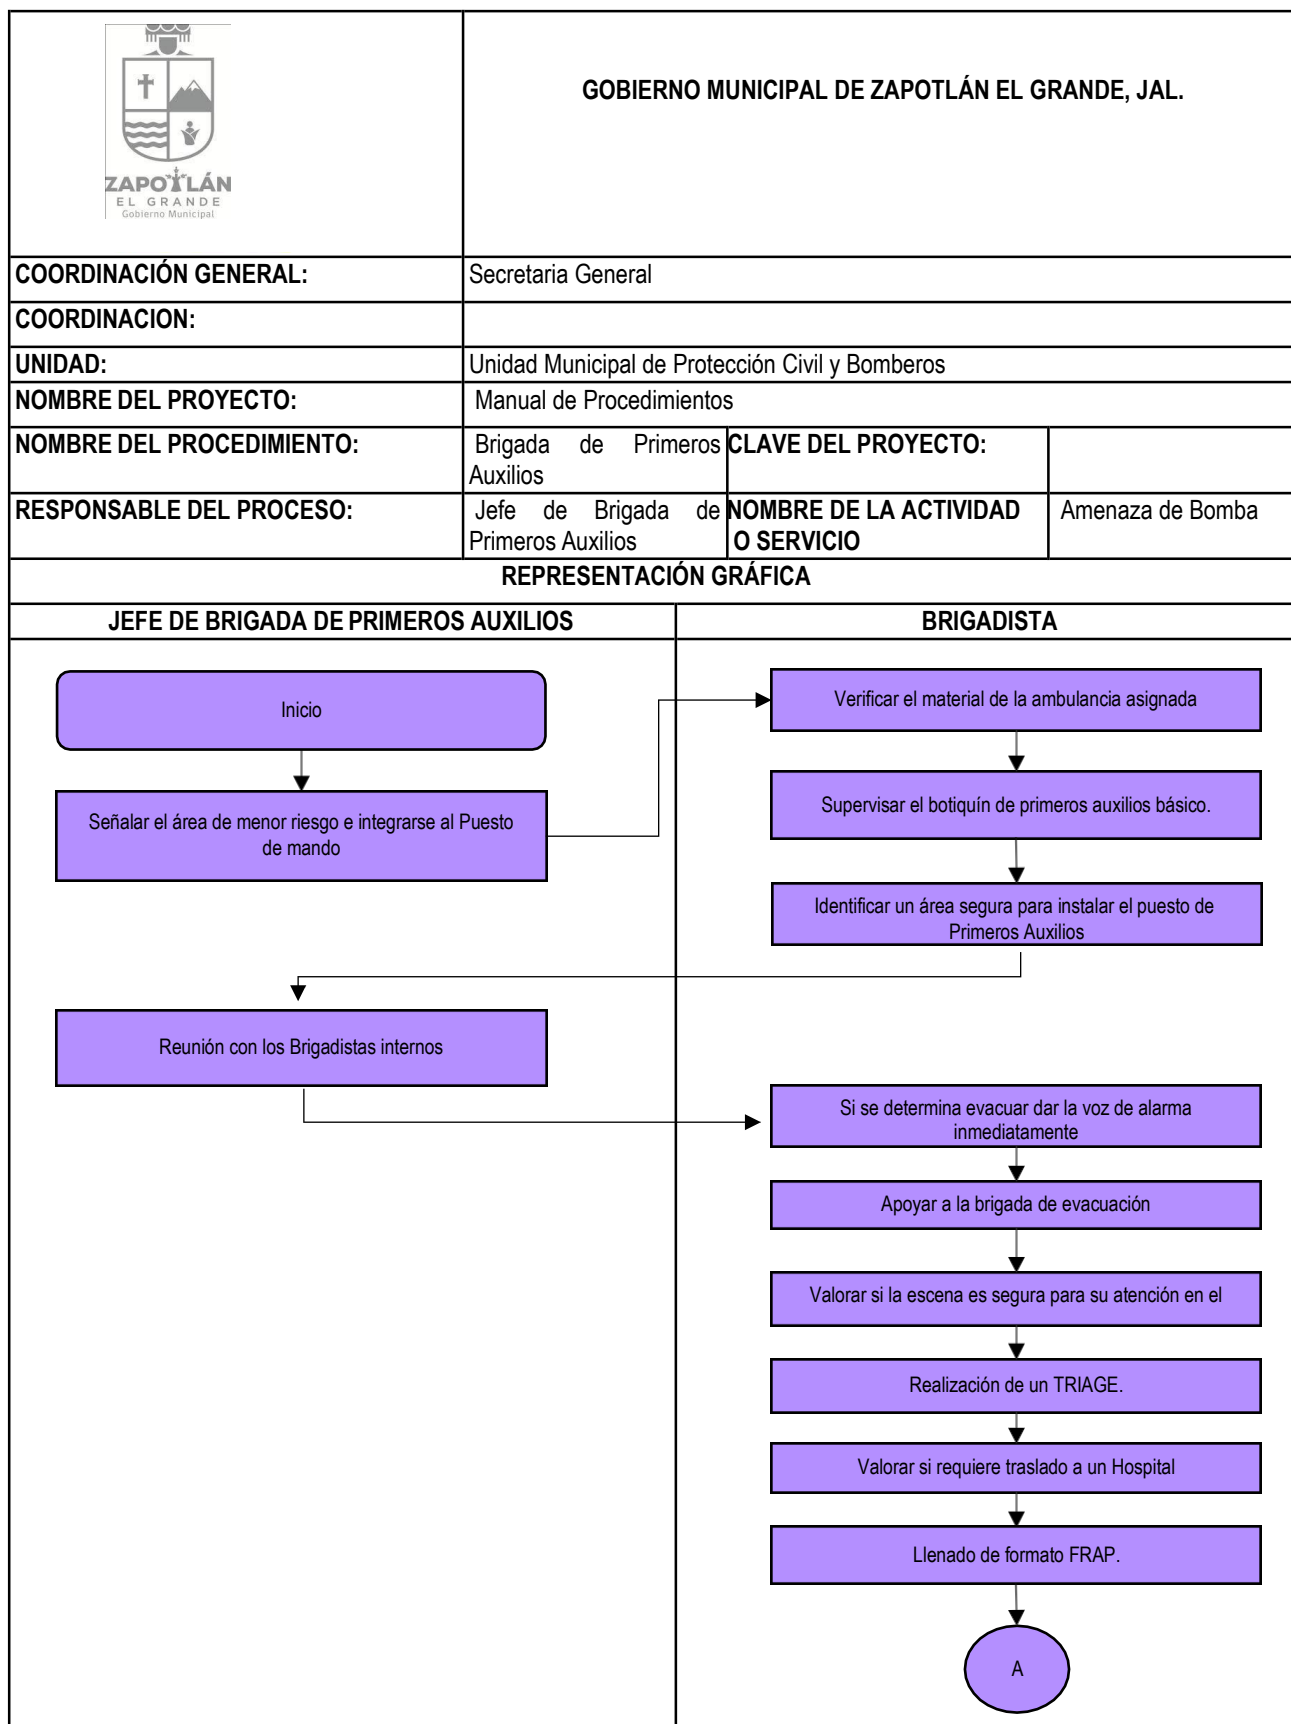 ZAPOTLÁN
EL GRANDE
Gobierno Municipal
GOBIERNO MUNICIPAL DE ZAPOTLÁN EL GRANDE, JAL.
COORDINACIÓN GENERAL:
Secretaria General
COORDINACION:
UNIDAD:
Unidad Municipal de Protección Civil y Bomberos
NOMBRE DEL PROYECTO:
Manual de Procedimientos
NOMBRE DEL PROCEDIMIENTO:
Brigada de Primeros
Auxilios
CLAVE DEL PROYECTO:
RESPONSABLE DEL PROCESO:
Jefe de Brigada de
Primeros Auxilios
NOMBRE DE LA ACTIVIDAD
O SERVICIO
Amenaza de Bomba
REPRESENTACIÓN GRÁFICA
JEFE DE BRIGADA DE PRIMEROS AUXILIOS
BRIGADISTA
Inicio
Señalar el área de menor riesgo e integrarse al Puesto
de mando
Verificar el material de la ambulancia asignada
Supervisar el botiquín de primeros auxilios básico.
Identificar un área segura para instalar el puesto de
Primeros Auxilios
Reunión con los Brigadistas internos
Si se determina evacuar dar la voz de alarma
inmediatamente
Apoyar a la brigada de evacuación
Valorar si la escena es segura para su atención en el
Realización de un TRIAGE.
Valorar si requiere traslado a un Hospital
Llenado de formato FRAP.
A